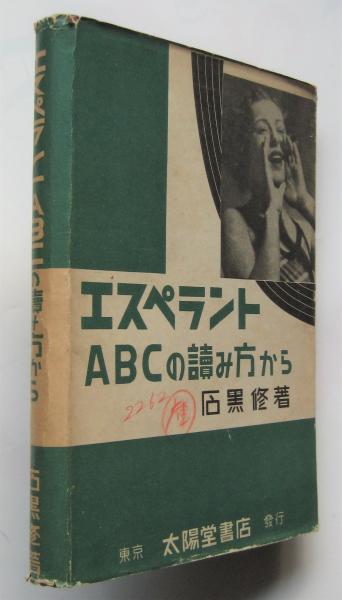 エスペラント
ABCの讀み方から
石黒修著
2262
東京 太陽堂書店 發行
エスペラント ABCの讀み方から 石黒修著